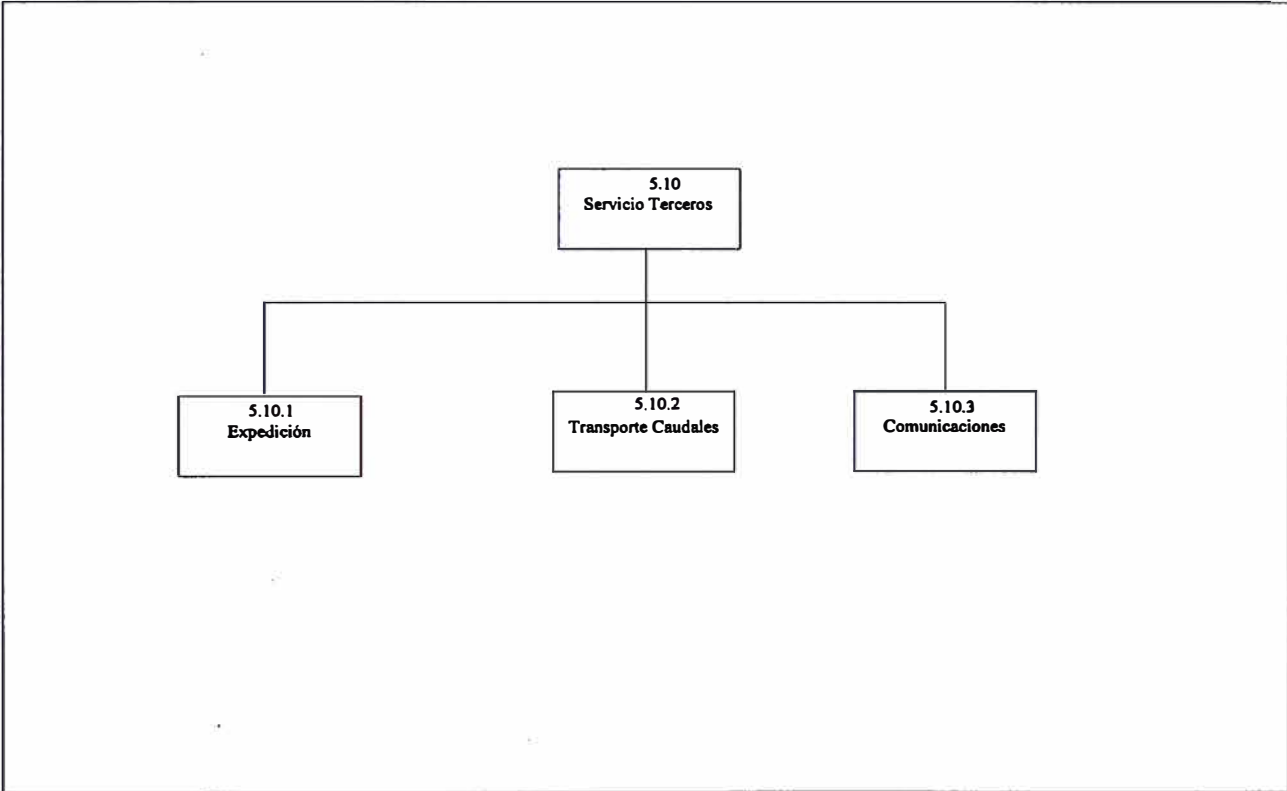 5.10
Servicio Terceros
5.10.1
Expedición
5.10.2
Transporte Caudales
5.10.3
Comunicaciones